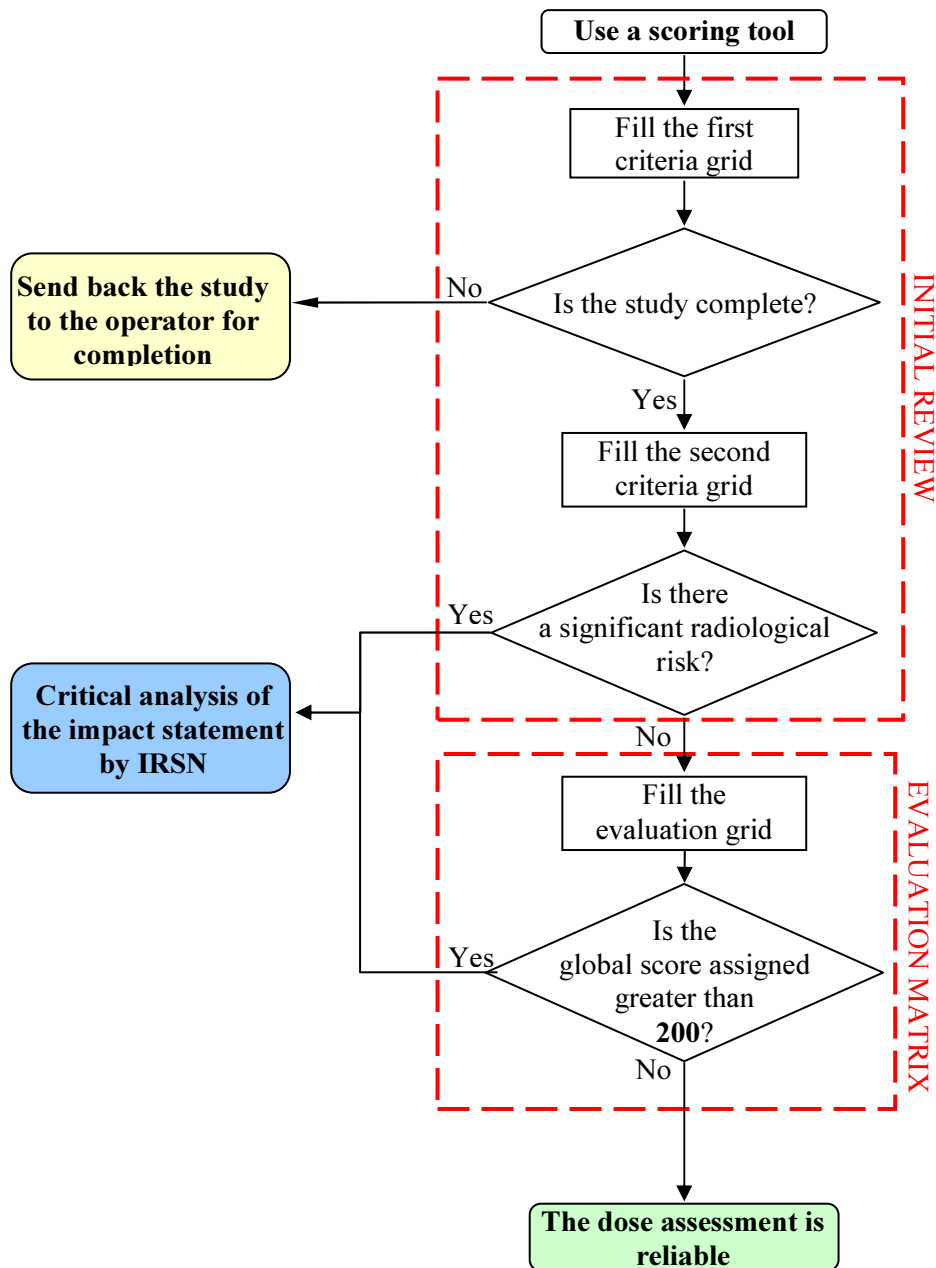 Use a scoring tool
Fill the first
criteria grid
Is the study complete?
No
Send back the study
to the operator for
completion
Yes
INITIAL REVIEW
Fill the second
criteria grid
Is there
a significant radiological
risk?
Yes
Critical analysis of
the impact statement
by IRSN
No
Fill the
evaluation grid
EVALUATION MATRIX
Is the
global score assigned
greater than
200?
Yes
No
The dose assessment is
reliable